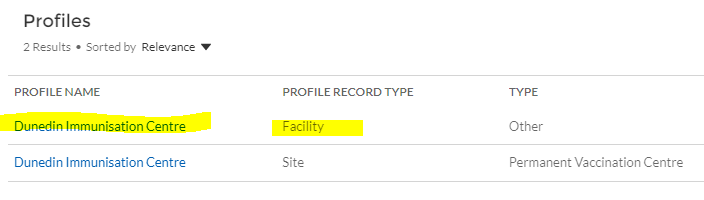 Profiles
2 Results • Sorted by Relevance ▼
PROFILE NAME PROFILE RECORD TYPE TYPE
Dunedin Immunisation Centre Facility Other
Dunedin Immunisation Centre Site Permanent Vaccination Centre